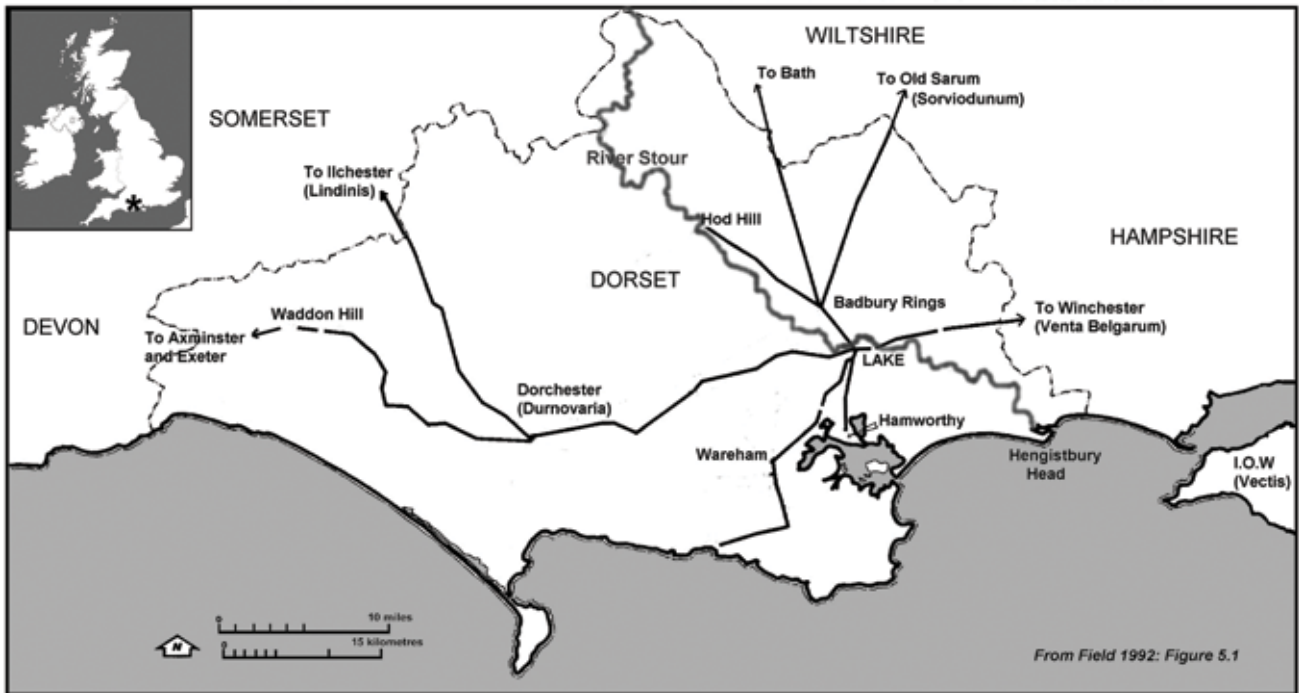 WILTSHIRE
To Bath
To Old Sarum
(Sorviodunum)
SOMERSET
River Stour
To Ilchester
(Lindinis)
Hod Hill
HAMPSHIRE
DORSET
Badbury Rings
To Winchester
(Venta Belgarum)
DEVON
Waddon Hill
To Axminster
and Exeter
LAKE
Dorchester
(Durnovaria)
Hamworthy
Wareham
Hengistbury
Head
I.O.W
(Vectis)
0
10 miles
0
15 kilometres
N
From Field 1992: Figure 5.1